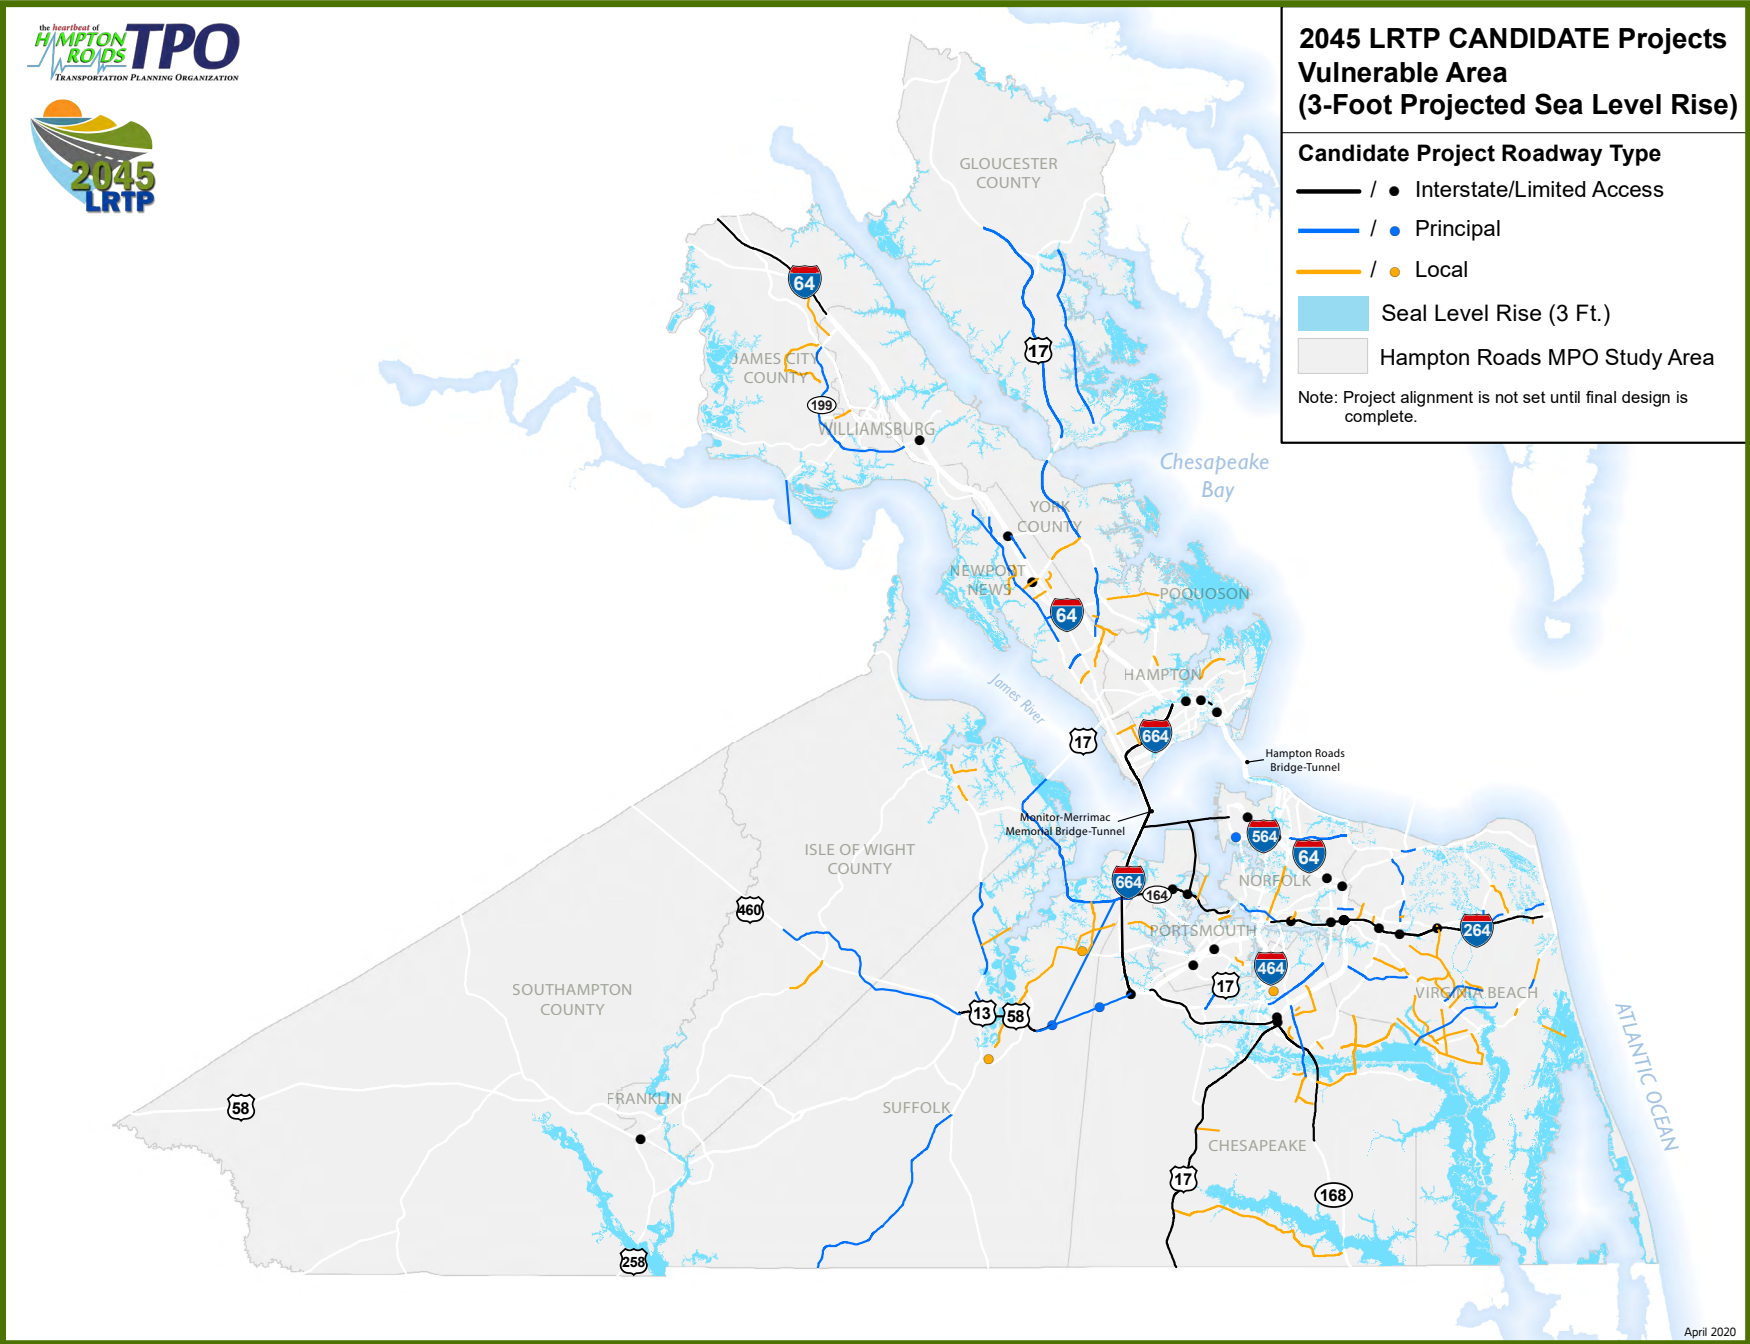 the heartbeat of
HAMPTON
ROADS
TPO
TRANSPORTATION PLANNING ORGANIZATION
2045
LRTP
2045 LRTP CANDIDATE Projects
Vulnerable Area
(3-Foot Projected Sea Level Rise)
Candidate Project Roadway Type
/ Interstate/Limited Access
/ Principal
/ Local
Seal Level Rise (3 Ft.)
Hampton Roads MPO Study Area
Note: Project alignment is not set until final design is
complete.
GLOUCESTER
COUNTY
64
17
JAMES CITY
COUNTY
199
WILLIAMSBURG
Chesapeake
Bay
YORK
COUNTY
NEWPORT
NEWS
POQUOSON
64
HAMPTON
James River
17
664
Hampton Roads
Bridge-Tunnel
Monitor-Merrimac
Memorial Bridge-Tunnel
564
64
ISLE OF WIGHT
COUNTY
664
164
NORFOLK
460
PORTSMOUTH
264
464
17
VIRGINIA BEACH
SOUTHAMPTON
COUNTY
13
58
ATLANTIC OCEAN
FRANKLIN
58
SUFFOLK
CHESAPEAKE
17
168
258
April 2020